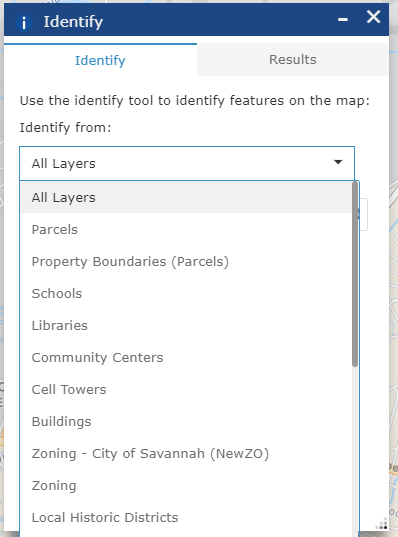 Identify
Identify
Results
Use the identify tool to identify features on the map:
Identify from:
All Layers
All Layers
Parcels
Property Boundaries (Parcels)
Schools
Libraries
Community Centers
Cell Towers
Buildings
Zoning - City of Savannah (NewZO)
Zoning
Local Historic Districts